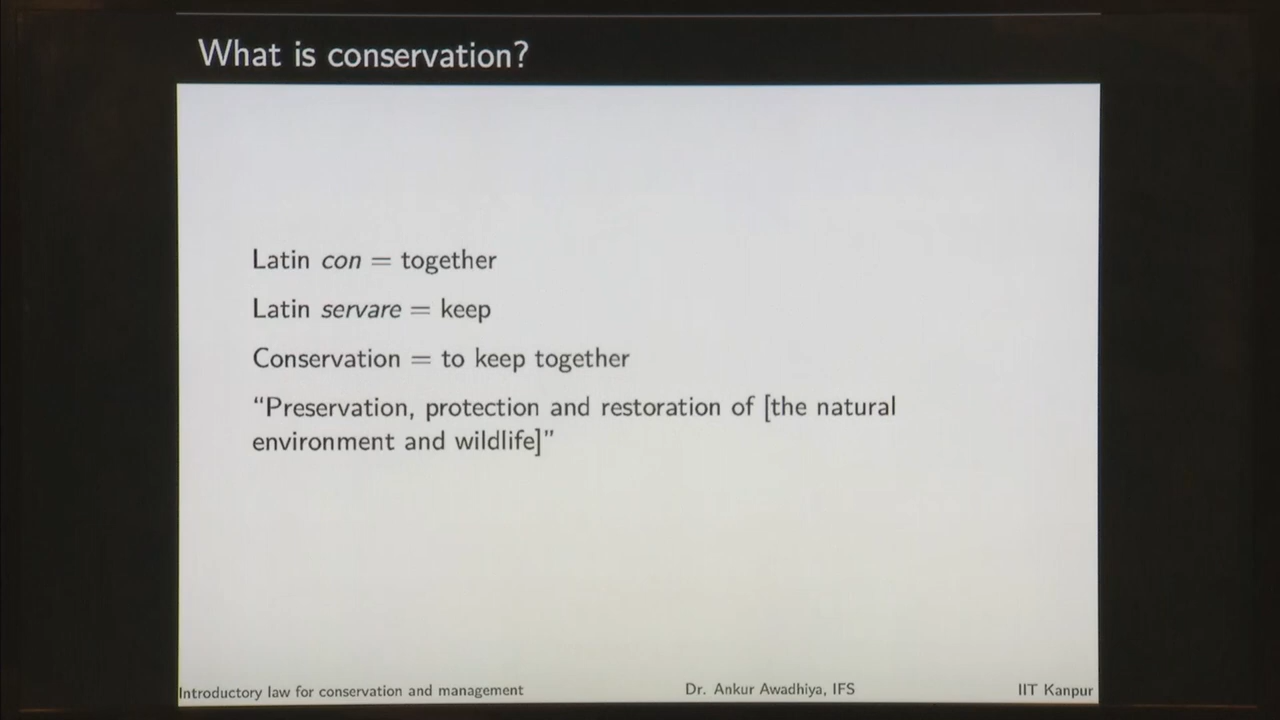 What is conservation?
Latin con = together
Latin servare = keep
Conservation = to keep together
“Preservation, protection and restoration of [the natural
environment and wildlife]”
Introductory law for conservation and management Dr. Ankur Awadhiya, IFS IIT Kanpur